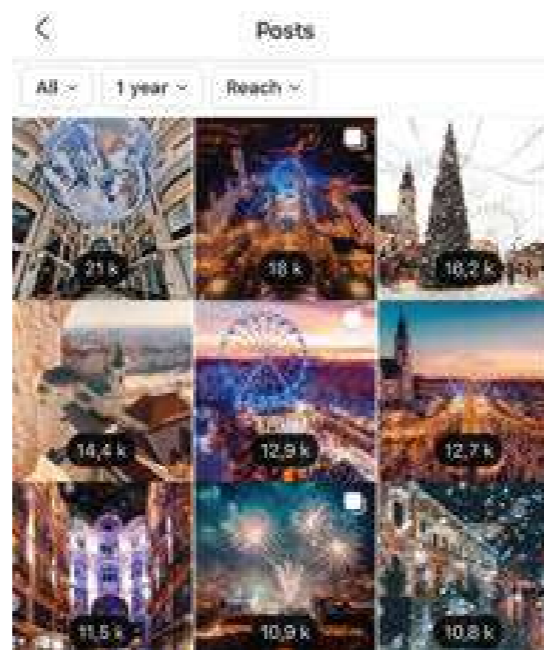 Posts
All 1 year Reach
21 k 18 k 16,2 k
14,4 k 12,9 k 12,7 k
11,5 k 10,9 k 10,8 k